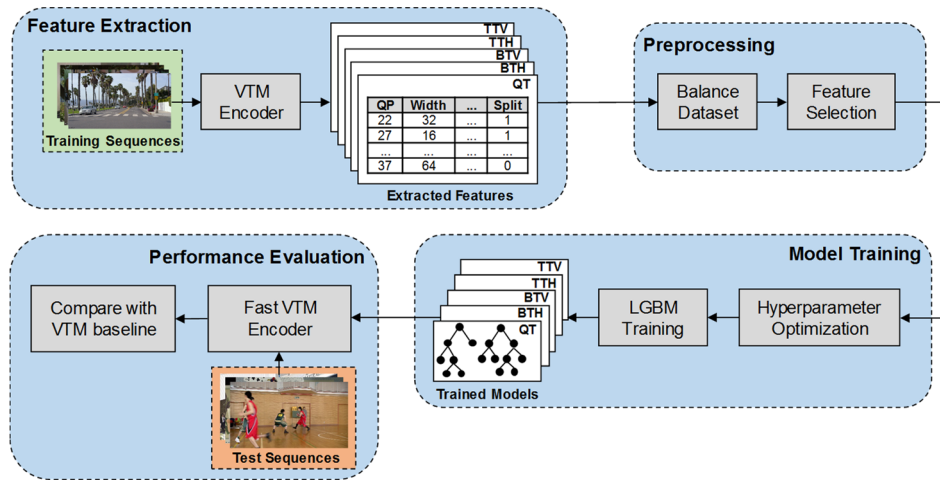 Feature Extraction
Training Sequences
VTM
Encoder
TTV
TTH
BTV
BTH
QT
QP Width ... Split
22 32 ... 1
27 16 ... 1
... ... ... ...
37 64 ... 0
Extracted Features
Preprocessing
Balance
Dataset
Feature
Selection
Performance Evaluation
Compare with
VTM baseline
Fast VTM
Encoder
Test Sequences
Model Training
TTV
TTH
BTV
BTH
QT
Trained Models
LGBM
Training
Hyperparameter
Optimization